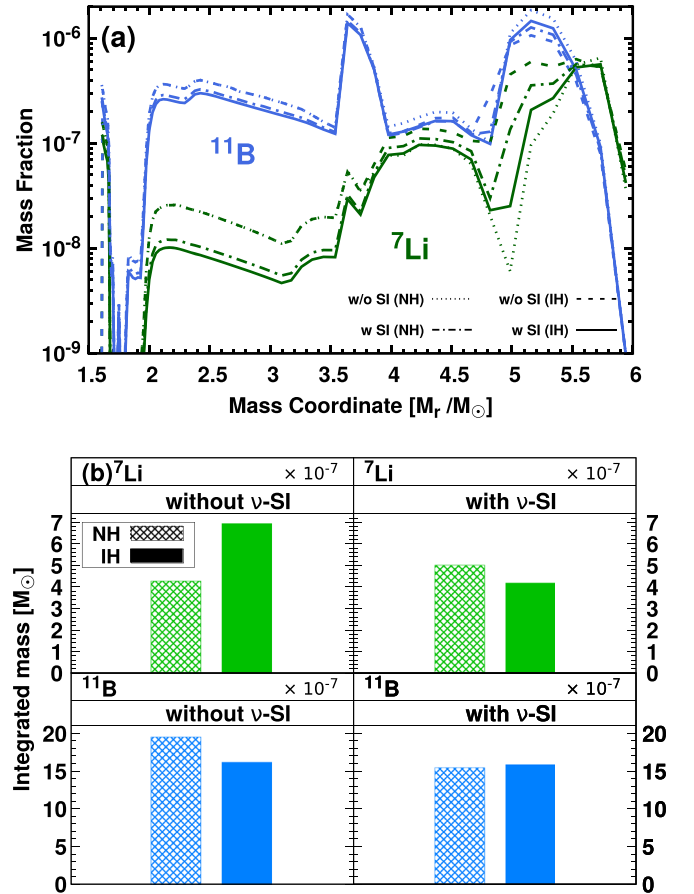 (a)
10⁻⁶
10⁻⁷
10⁻⁸
10⁻⁹
Mass Fraction
¹¹B
⁷Li
w/o SI (NH) w/o SI (IH)
w SI (NH) w SI (IH)
1.5 2 2.5 3 3.5 4 4.5 5 5.5 6
Mass Coordinate [Mᵣ /M☉]
(b) ⁷Li × 10⁻⁷ ⁷Li × 10⁻⁷
without ν-SI with ν-SI
NH
IH
7 7
6 6
5 5
4 4
3 3
2 2
1 1
0 0
Integrated mass [M☉]
¹¹B × 10⁻⁷ ¹¹B × 10⁻⁷
without ν-SI with ν-SI
20 20
15 15
10 10
5 5
0 0